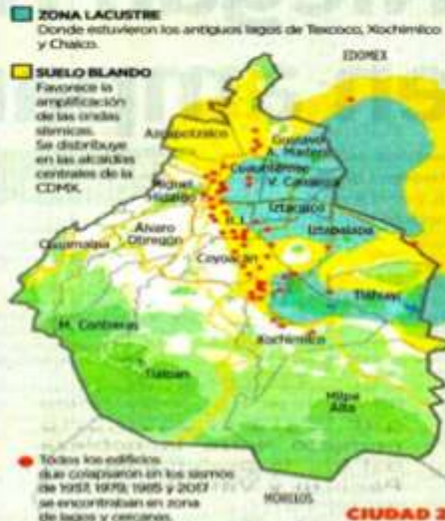 ZONA LACUSTRE
Donde estuvieron los antiguos lagos de Texcoco, Xochimilco
y Chalco.
EDOMEX
SUELO BLANDO
Favorece la
amplificación
de las ondas
sísmicas.
Se distribuye
en las alcaldías
centrales de la
CDMX.
Azcapotzalco
Gustavo A.
Madero
Cuauhtémoc
Miguel
Hidalgo
V. Carranza
Iztacalco
B.J.
Iztapalapa
Álvaro
Obregón
Cuajimalpa
Coyoacán
Tláhuac
M. Contreras
Xochimilco
Tlalpan
Milpa
Alta
Todos los edificios
que colapsaron en los sismos
de 1957, 1979, 1985 y 2017
se encontraban en zona
de lagos y cercanas.
MORELOS
CIUDAD 2